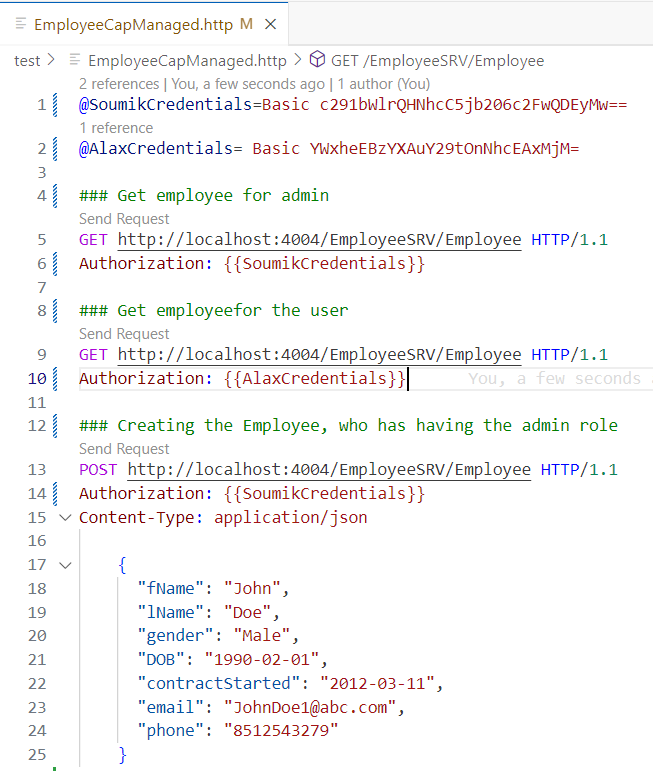 EmployeeCapManaged.http M ×
test > EmployeeCapManaged.http > GET /EmployeeSRV/Employee
2 references | You, a few seconds ago | 1 author (You)
1 @SoumikCredentials=Basic c291bWlrQHNhcC5jb206c2FwQDEyMw==
1 reference
2 @AlaxCredentials= Basic YWxheEBzYXAuY29tOnNhcEAxMjM=
3
4 ### Get employee for admin
Send Request
5 GET http://localhost:4004/EmployeeSRV/Employee HTTP/1.1
6 Authorization: {{SoumikCredentials}}
7
8 ### Get employeefor the user
Send Request
9 GET http://localhost:4004/EmployeeSRV/Employee HTTP/1.1
10 Authorization: {{AlaxCredentials}} You, a few seconds
11
12 ### Creating the Employee, who has having the admin role
Send Request
13 POST http://localhost:4004/EmployeeSRV/Employee HTTP/1.1
14 Authorization: {{SoumikCredentials}}
15 Content-Type: application/json
16
17 {
18 "fName": "John",
19 "lName": "Doe",
20 "gender": "Male",
21 "DOB": "1990-02-01",
22 "contractStarted": "2012-03-11",
23 "email": "JohnDoe1@abc.com",
24 "phone": "8512543279"
25 }